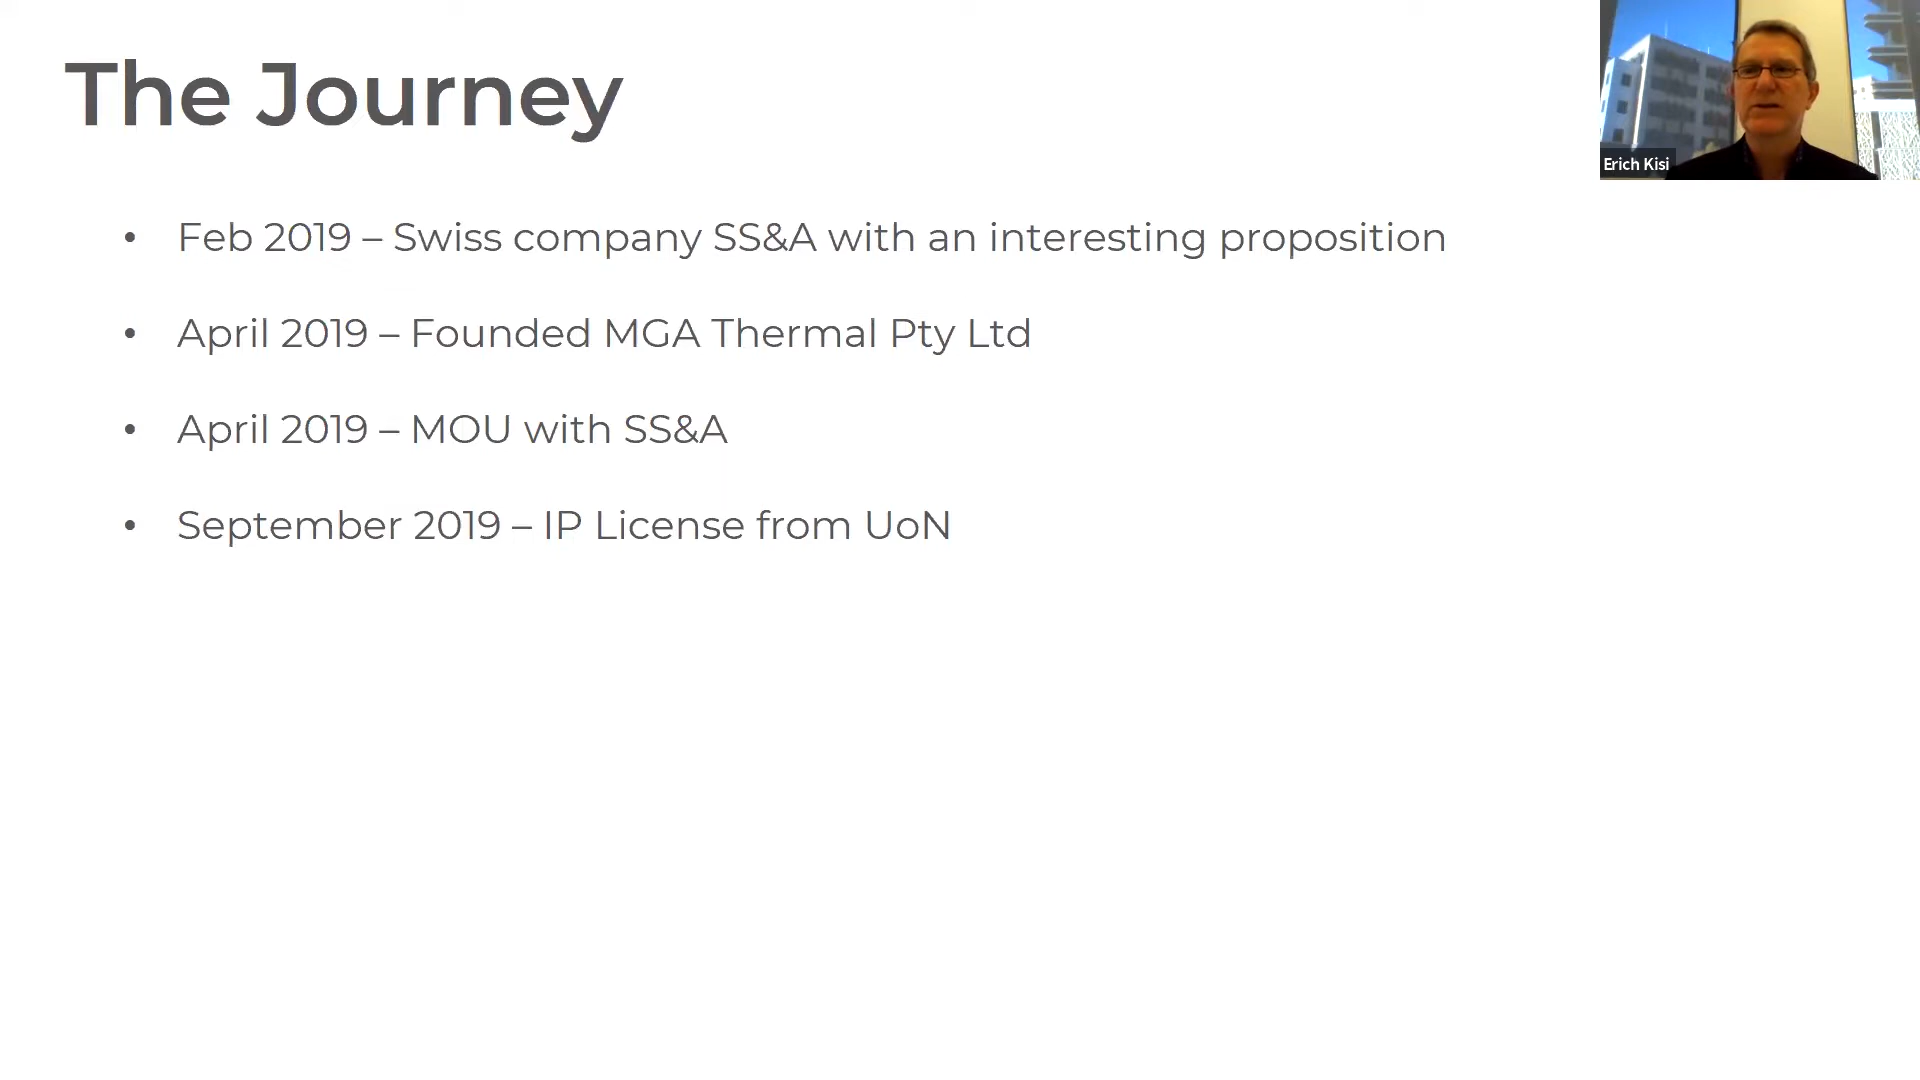 The Journey
Erich Kisi
• Feb 2019 – Swiss company SS&A with an interesting proposition
• April 2019 – Founded MGA Thermal Pty Ltd
• April 2019 – MOU with SS&A
• September 2019 – IP License from UoN